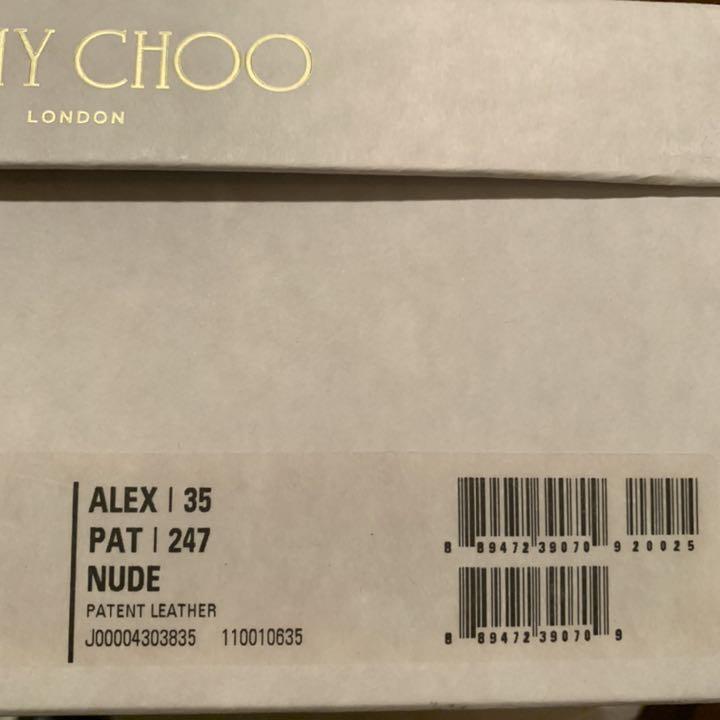 MY CHOO
LONDON
ALEX | 35
PAT | 247
NUDE
PATENT LEATHER
J00004303835 110010635
8 89472 39070 9 20025
8 89472 39070 9